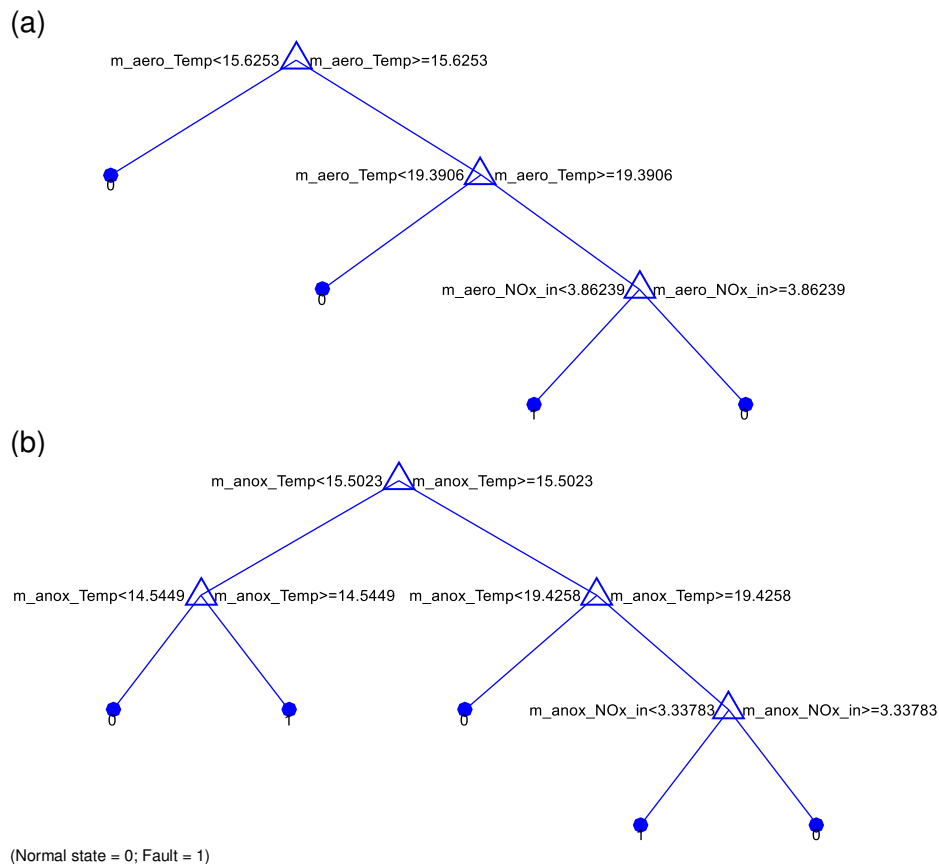 (a)
m_aero_Temp<15.6253 m_aero_Temp>=15.6253
0
m_aero_Temp<19.3906 m_aero_Temp>=19.3906
0
m_aero_NOx_in<3.86239 m_aero_NOx_in>=3.86239
1 0
(b)
m_anox_Temp<15.5023 m_anox_Temp>=15.5023
m_anox_Temp<14.5449 m_anox_Temp>=14.5449 m_anox_Temp<19.4258 m_anox_Temp>=19.4258
0 1 0
m_anox_NOx_in<3.33783 m_anox_NOx_in>=3.33783
1 0
(Normal state = 0; Fault = 1)